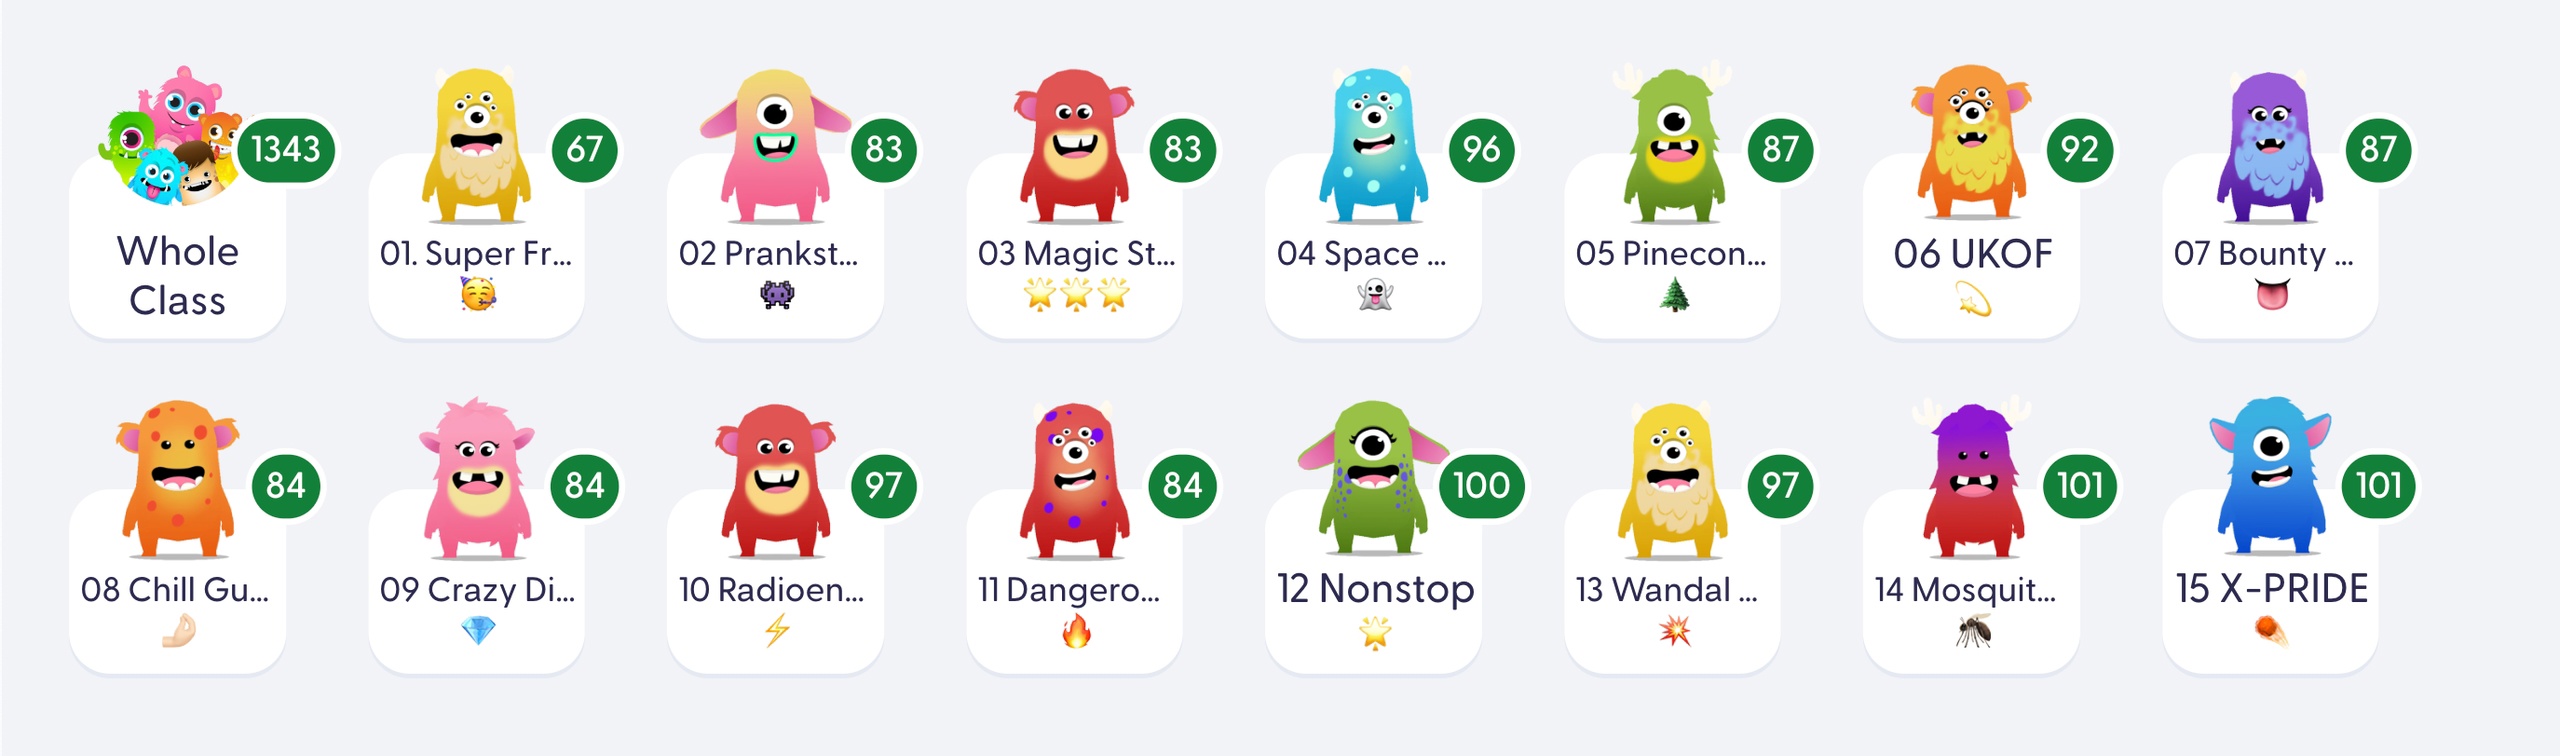 1343
Whole
Class
67
01. Super Fr...
83
02 Prankst...
83
03 Magic St...
96
04 Space ...
87
05 Pinecon...
92
06 UKOF
87
07 Bounty ...
84
08 Chill Gu...
84
09 Crazy Di...
97
10 Radioen...
84
11 Dangero...
100
12 Nonstop
97
13 Wandal ...
101
14 Mosquit...
101
15 X-PRIDE